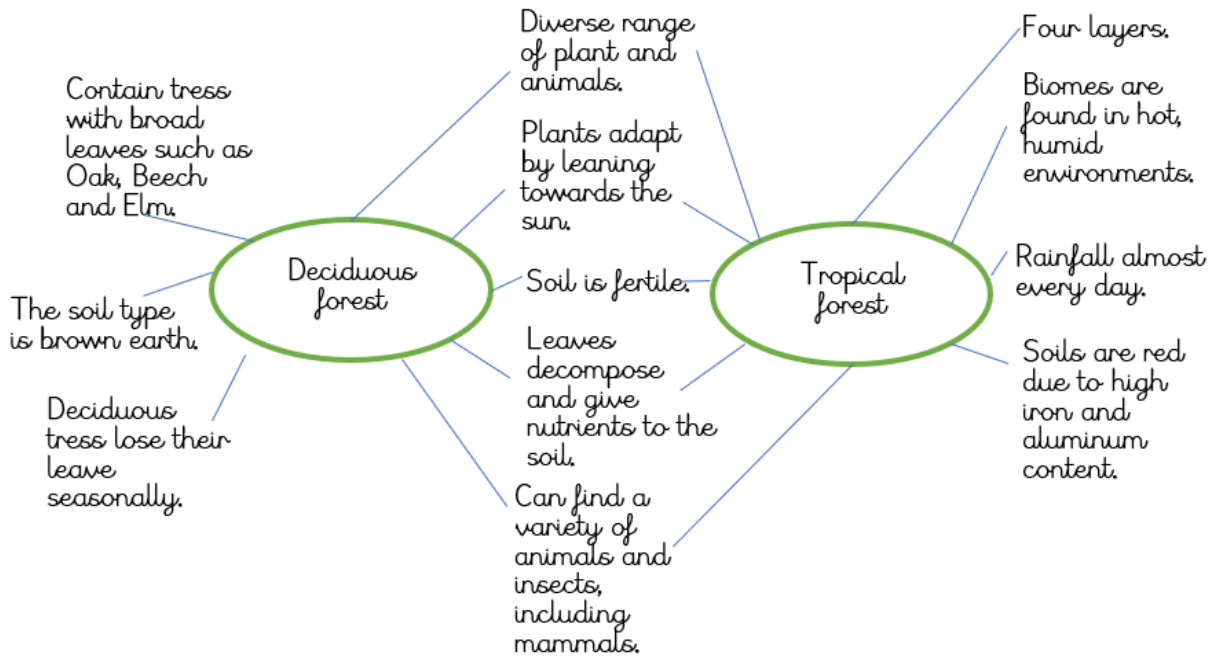 Contain tress
with broad
leaves such as
Oak, Beech
and Elm.
The soil type
is brown earth.
Deciduous
tress lose their
leave
seasonally.
Deciduous
forest
Diverse range
of plant and
animals.
Plants adapt
by leaning
towards the
sun.
Soil is fertile.
Leaves
decompose
and give
nutrients to the
soil.
Can find a
variety of
animals and
insects,
including
mammals.
Tropical
forest
Four layers.
Biomes are
found in hot,
humid
environments.
Rainfall almost
every day.
Soils are red
due to high
iron and
aluminum
content.